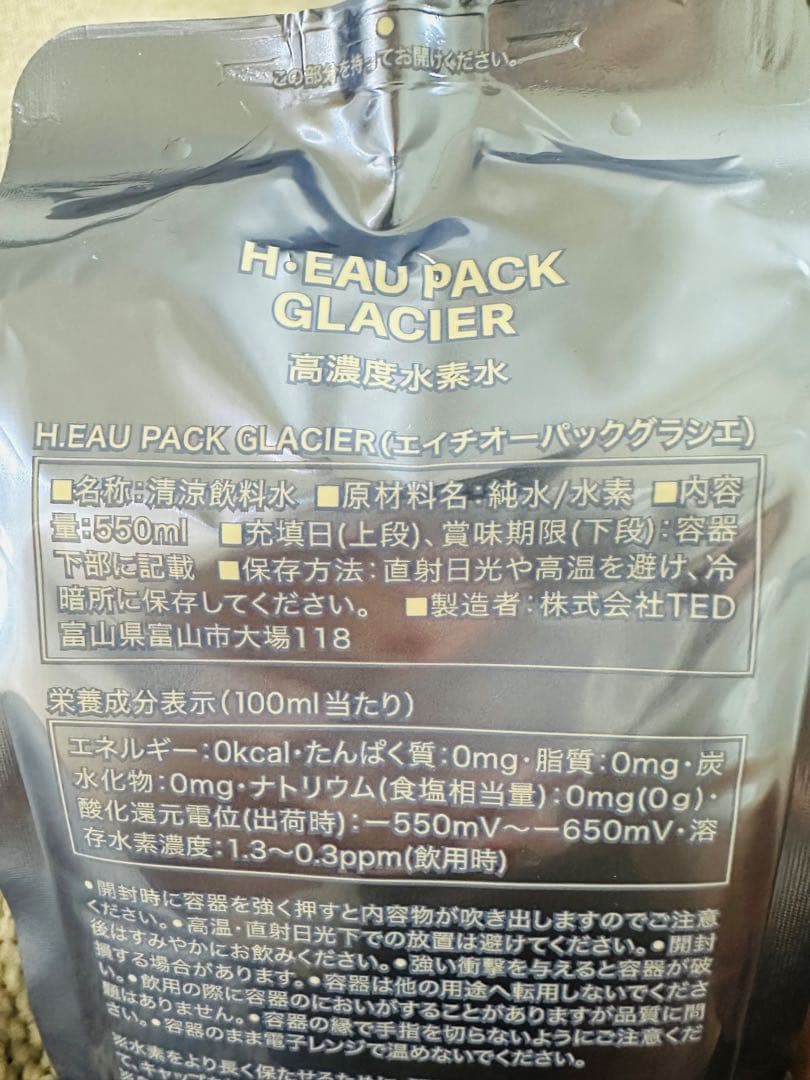 この部分を持ってお開けください。
H・EAU PACK
GLACIER
高濃度水素水
H.EAU PACK GLACIER(エイチオーパックグラシエ)
■名称:清涼飲料水 ■原材料名:純水/水素 ■内容
量:550ml ■充填日(上段)、賞味期限(下段):容器
下部に記載 ■保存方法:直射日光や高温を避け、冷
暗所に保存してください。 ■製造者:株式会社TED
富山県富山市大場118
栄養成分表示(100ml当たり)
エネルギー:0kcal・たんぱく質:0mg・脂質:0mg・炭
水化物:0mg・ナトリウム(食塩相当量):0mg(0g)・
酸化還元電位(出荷時):ー550mV〜ー650mV・溶
存水素濃度:1.3〜0.3ppm(飲用時)
●開封時に容器を強く押すと内容物が吹き出しますのでご注意
ください。●高温・直射日光下での放置は避けてください。●開封
後はすみやかにお飲みください。●強い衝撃を与えると容器が破
損する場合があります。●容器は他の用途へ転用しないでくださ
い。●飲用の際に容器のにおいがすることがありますが品質に問
題はありません。●容器の縁で手指を切らないようにご注意くだ
さい。●容器のまま電子レンジで温めないでください。
※水素をより長く保たせるために、
て、キャップを